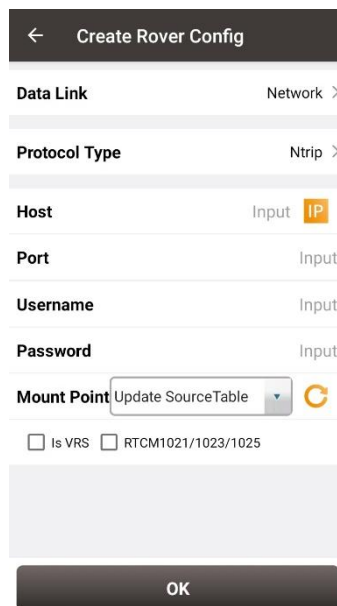 Create Rover Config
Data Link Network
Protocol Type Ntrip
Host Input IP
Port Input
Username Input
Password Input
Mount Point Update SourceTable
Is VRS RTCM1021/1023/1025
OK